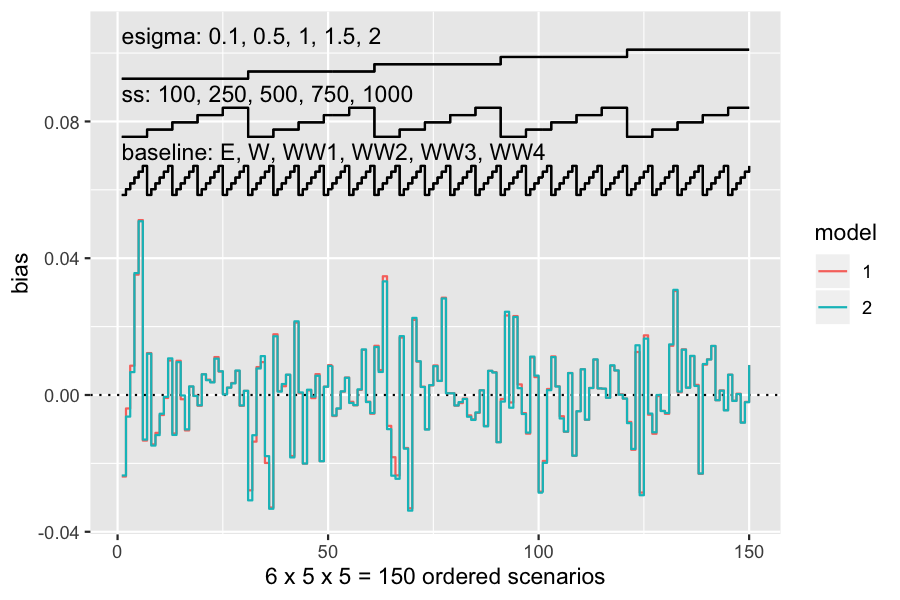 esigma: 0.1, 0.5, 1, 1.5, 2
ss: 100, 250, 500, 750, 1000
baseline: E, W, WW1, WW2, WW3, WW4
0.08
0.04
0.00
-0.04
bias
0
50
100
150
6 x 5 x 5 = 150 ordered scenarios
model
1
2